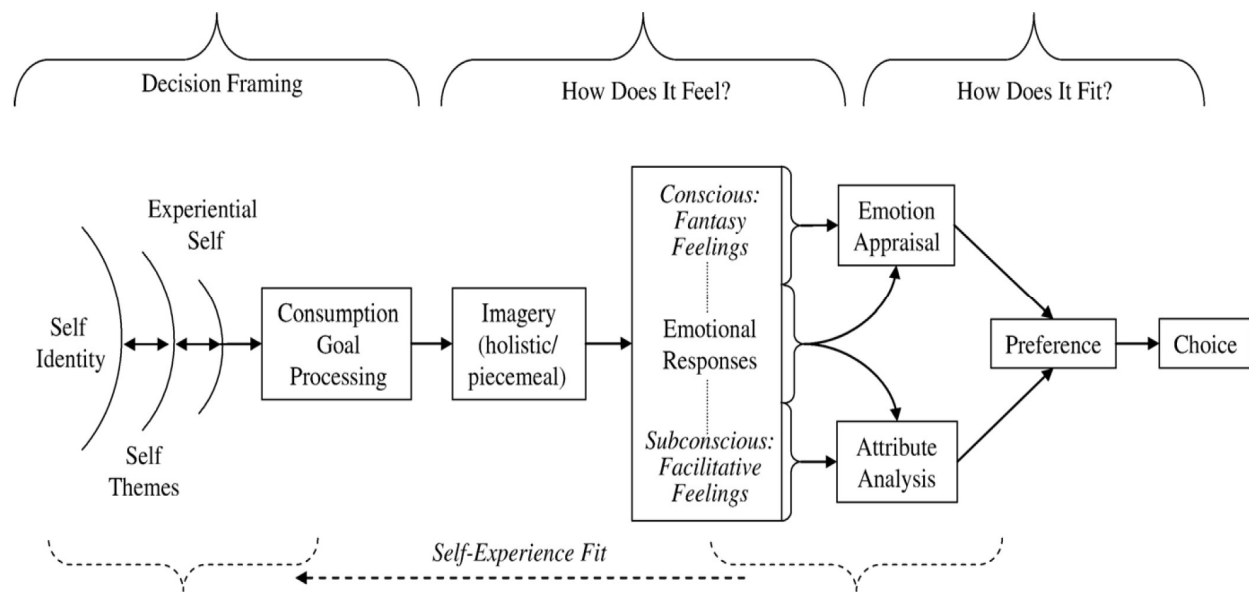 Decision Framing
How Does It Feel?
How Does It Fit?
Experiential
Self
Self
Identity
Self
Themes
Consumption
Goal
Processing
Imagery
(holistic/
piecemeal)
Conscious:
Fantasy
Feelings
Emotional
Responses
Subconscious:
Facilitative
Feelings
Emotion
Appraisal
Attribute
Analysis
Preference
Choice
Self-Experience Fit